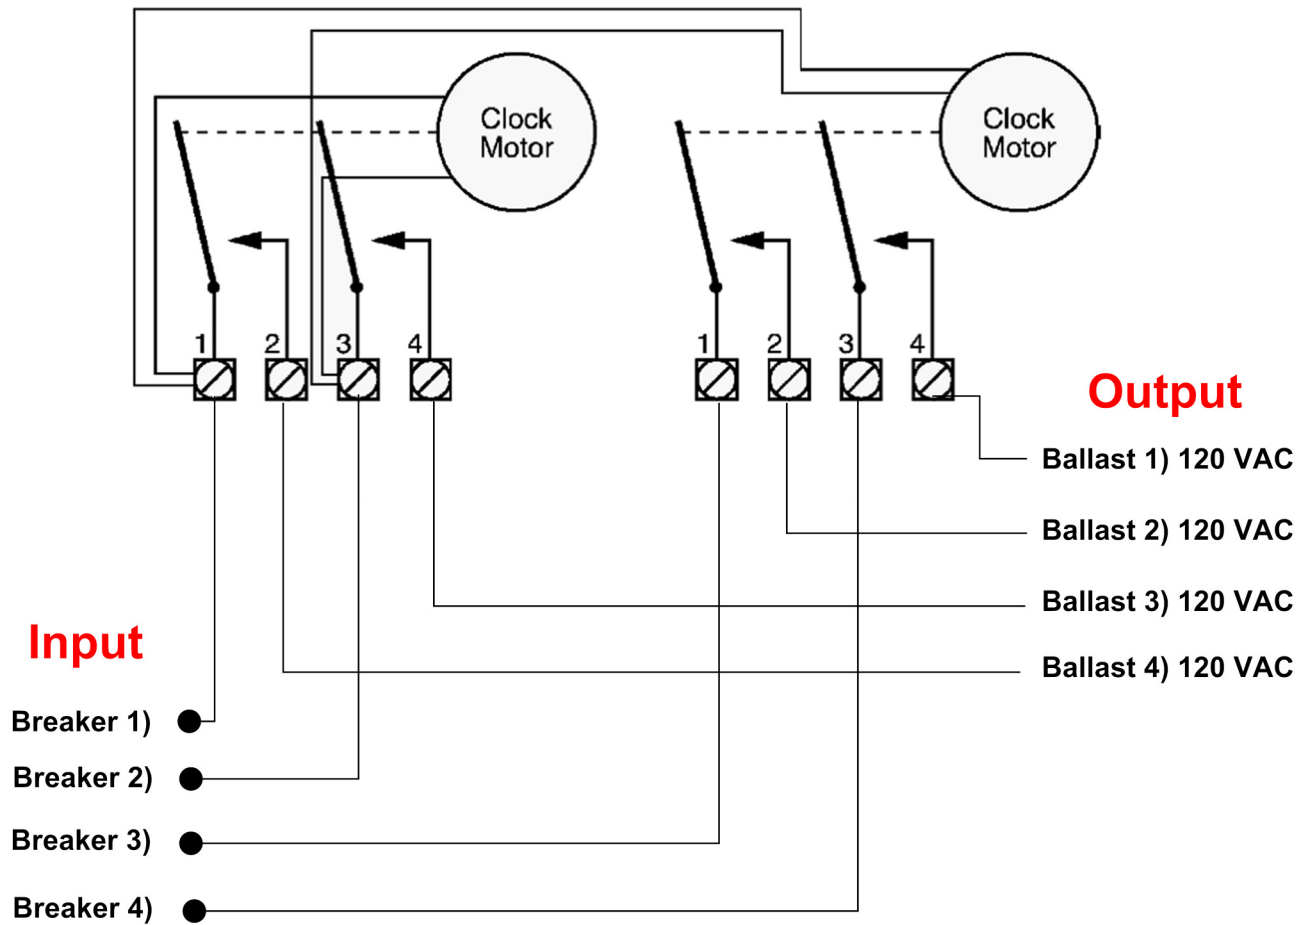 Clock
Motor
Clock
Motor
1 2 3 4
1 2 3 4
Output
Ballast 1) 120 VAC
Ballast 2) 120 VAC
Ballast 3) 120 VAC
Ballast 4) 120 VAC
Input
Breaker 1)
Breaker 2)
Breaker 3)
Breaker 4)